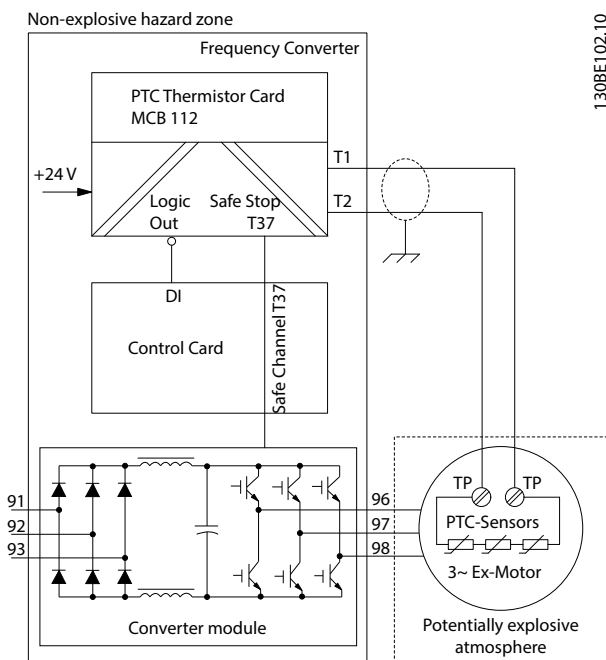 Non-explosive hazard zone
130BE102.10
Frequency Converter
PTC Thermistor Card
MCB 112
T1
+24 V
Logic
Out
Safe Stop
T37
T2
DI
Control Card
Safe Channel T37
91
92
93
96
97
98
TP
TP
PTC-Sensors
3~ Ex-Motor
Converter module
Potentially explosive
atmosphere